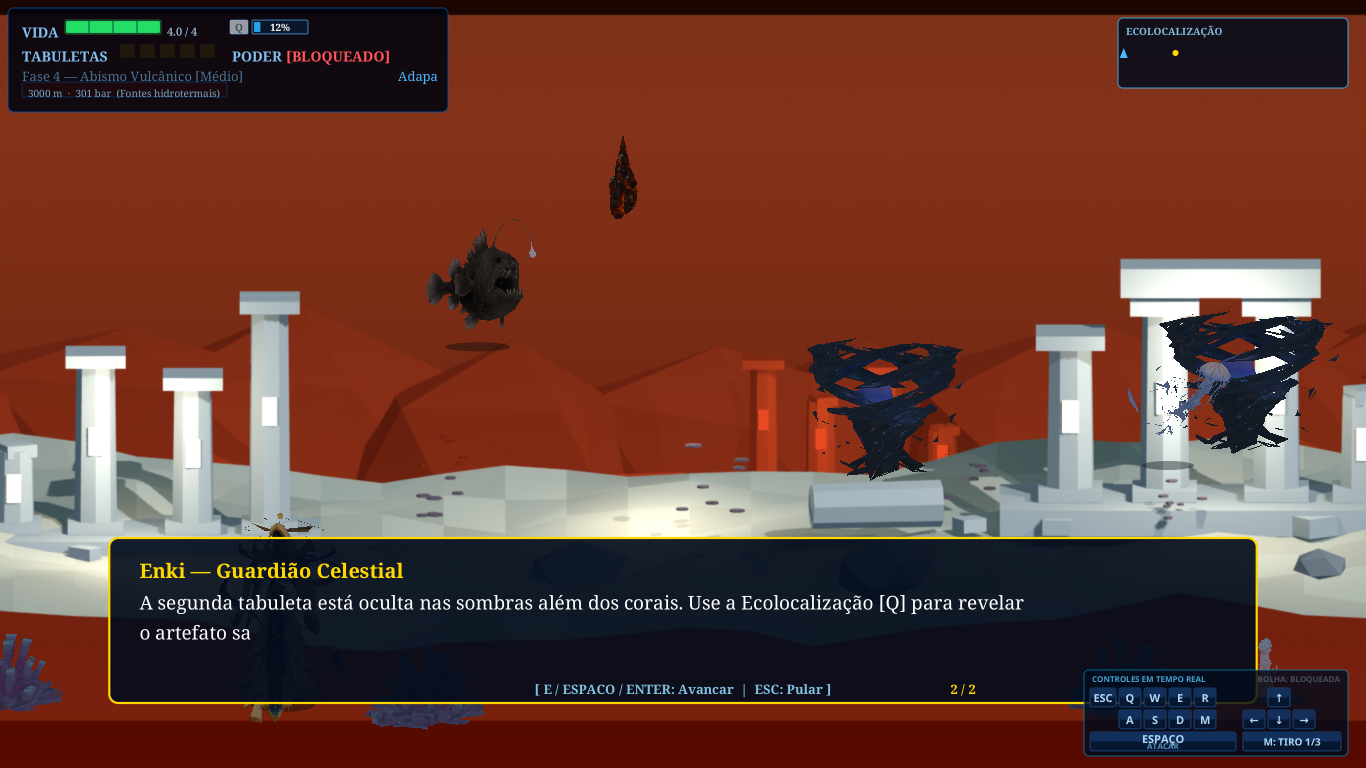 VIDA 4.0 / 4 Q 12%
TABULETAS PODER [BLOQUEADO]
Fase 4 — Abismo Vulcânico [Médio] Adapa
3000 m · 301 bar (Fontes hidrotermais)
ECOLOCALIZAÇÃO
Enki — Guardião Celestial
A segunda tabuleta está oculta nas sombras além dos corais. Use a Ecolocalização [Q] para revelar
o artefato sa
[ E / ESPACO / ENTER: Avancar | ESC: Pular ] 2 / 2
CONTROLES EM TEMPO REAL BOLHA: BLOQUEADA
ESC Q W E R ↑
A S D M ← ↓ →
ESPAÇO M: TIRO 1/3
ATACAR